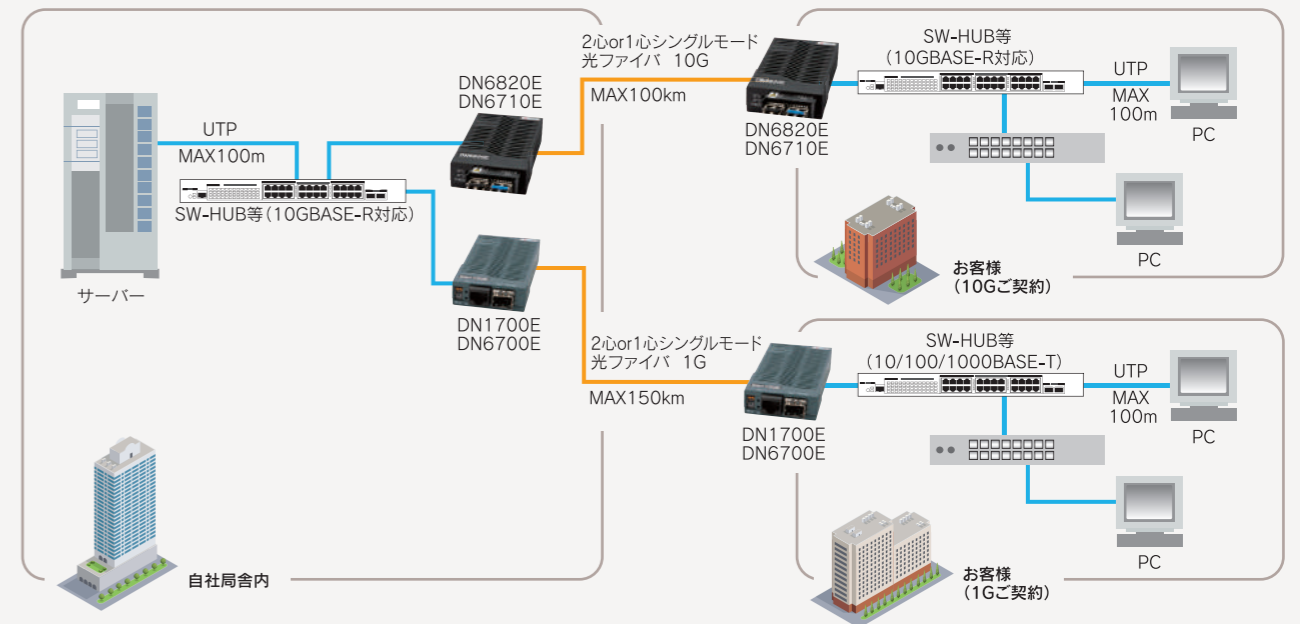 サーバー
UTP
MAX100m
SW-HUB等（10GBASE-R対応）
DN6820E
DN6710E
DN1700E
DN6700E
自社局舎内
2心or1心シングルモード
光ファイバ 10G
MAX100km
2心or1心シングルモード
光ファイバ 1G
MAX150km
DN6820E
DN6710E
SW-HUB等
（10GBASE-R対応）
UTP
MAX
100m
PC
PC
お客様
（10Gご契約）
DN1700E
DN6700E
SW-HUB等
（10/100/1000BASE-T）
UTP
MAX
100m
PC
PC
お客様
（1Gご契約）